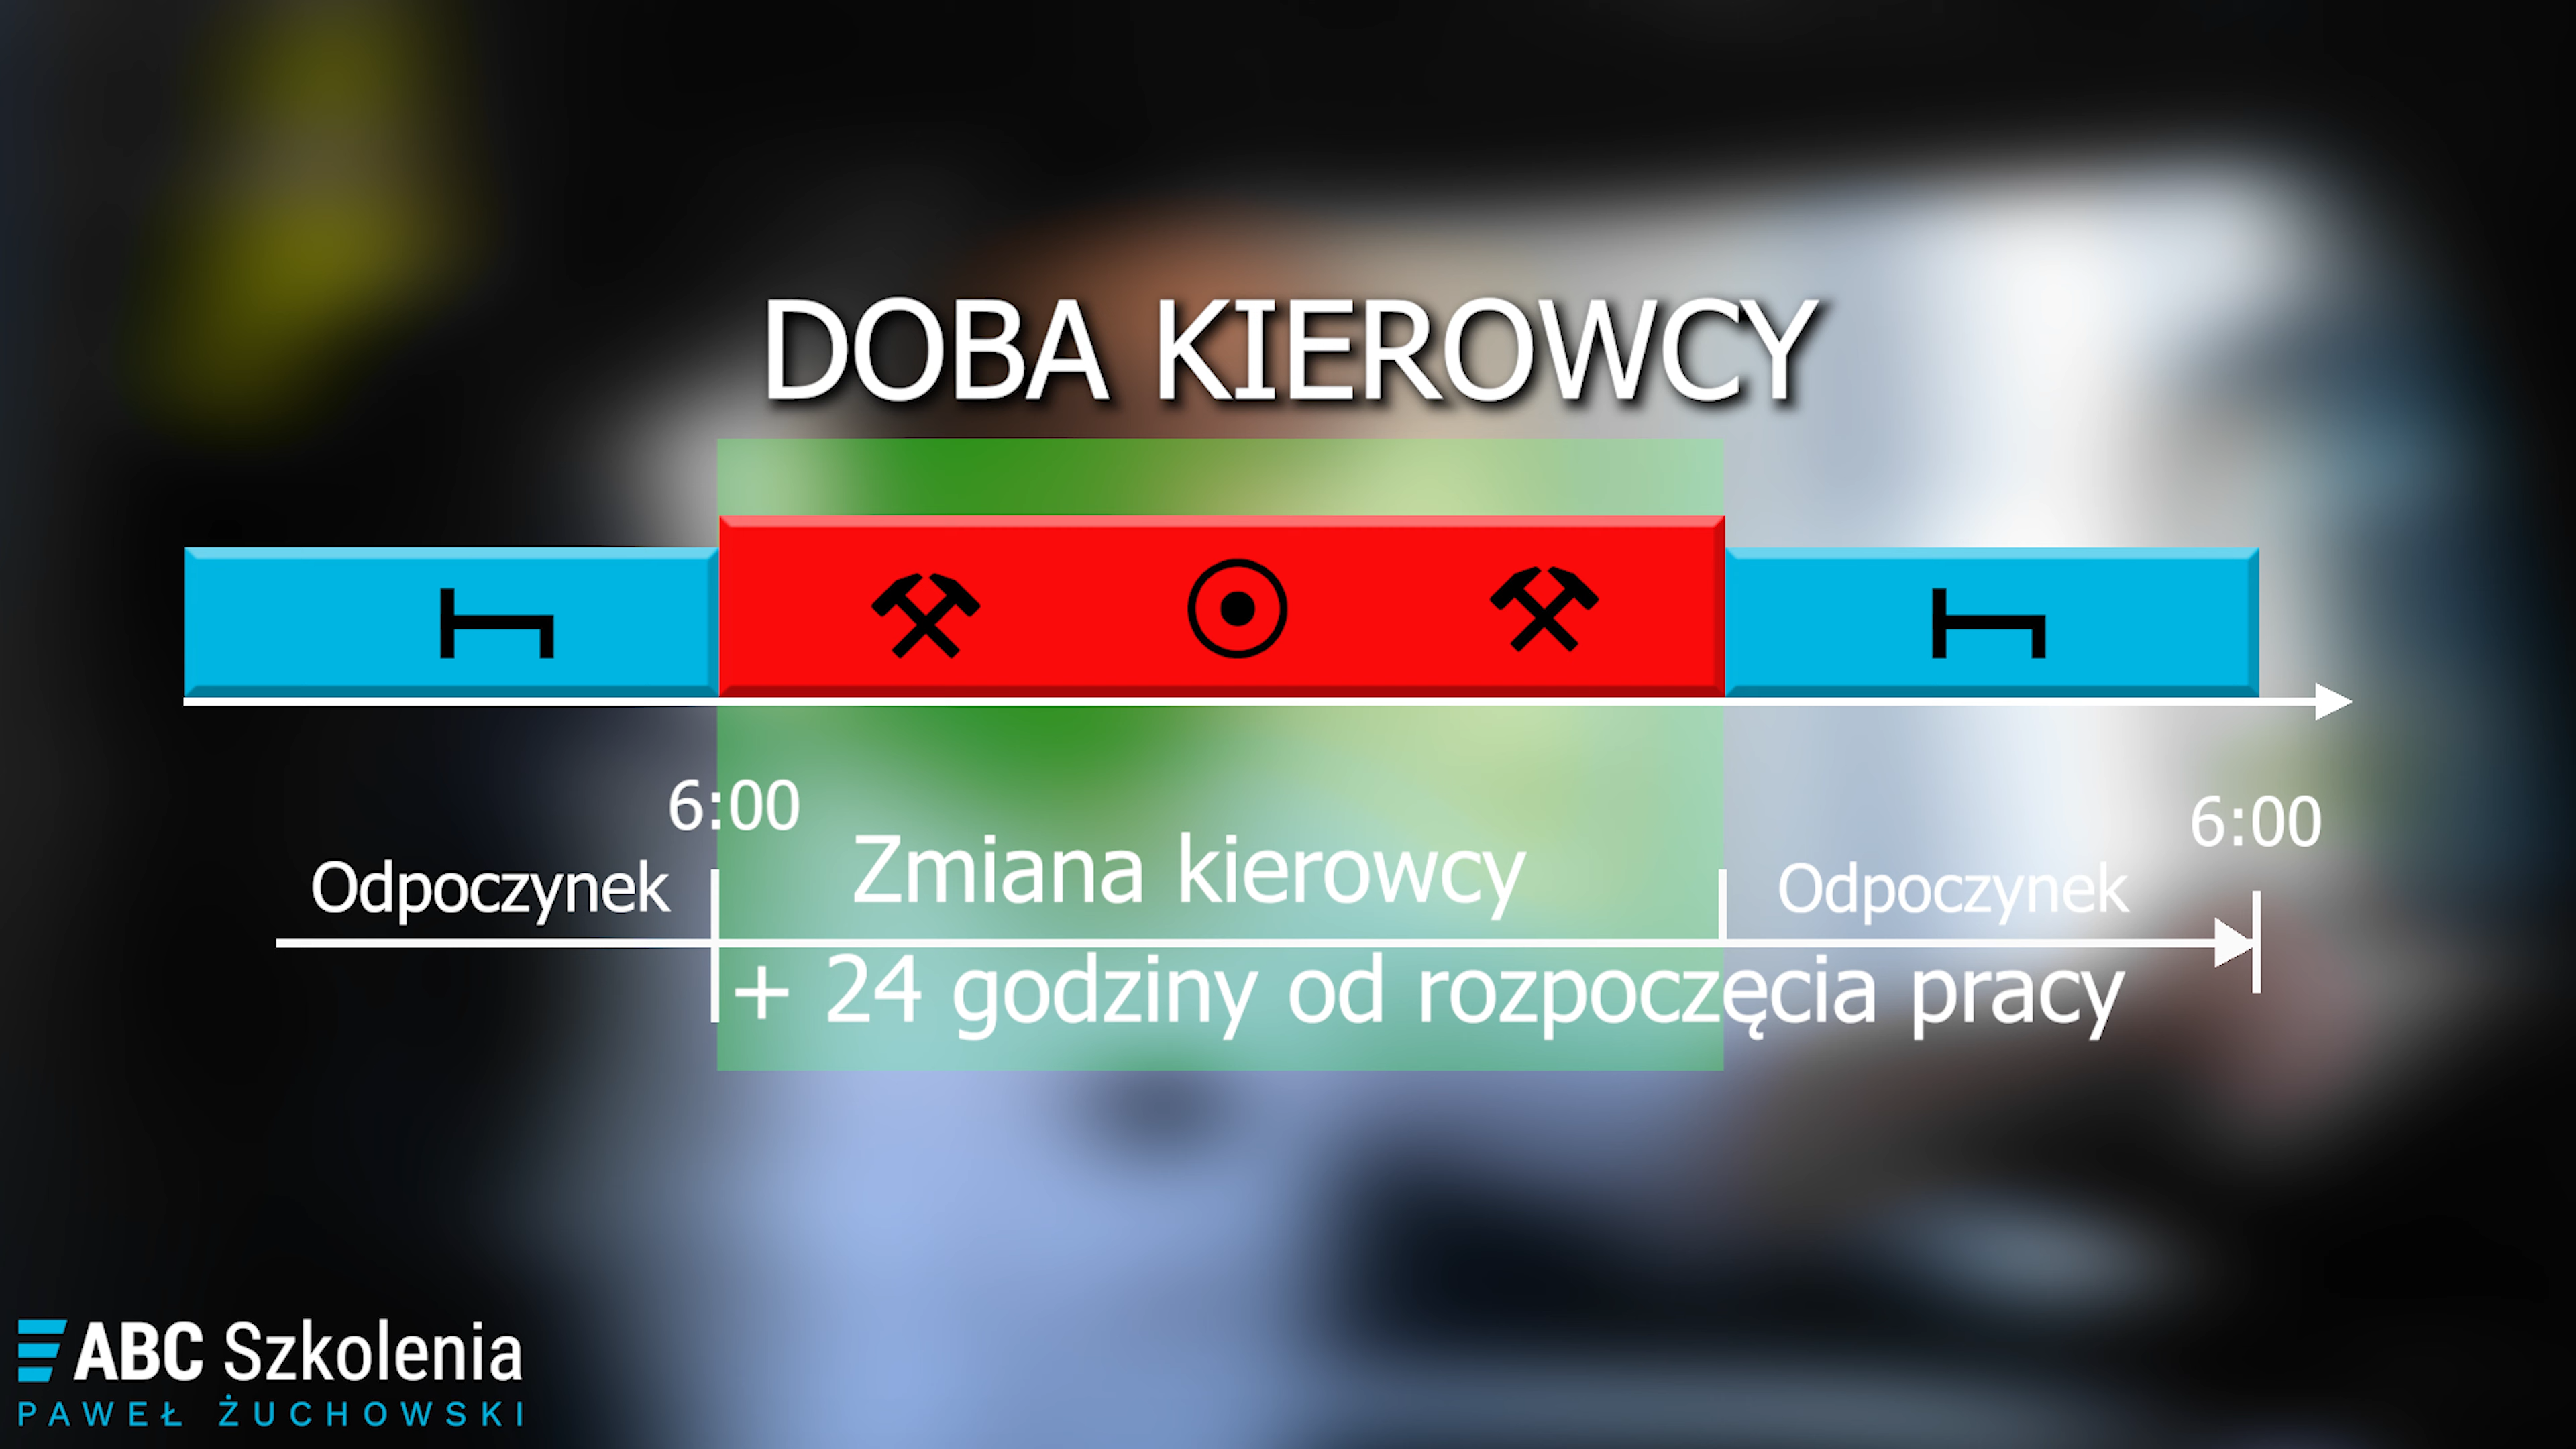 DOBA KIEROWCY
6:00
6:00
Odpoczynek
Zmiana kierowcy
Odpoczynek
+ 24 godziny od rozpoczęcia pracy
ABC Szkolenia
PAWEŁ ŻUCHOWSKI